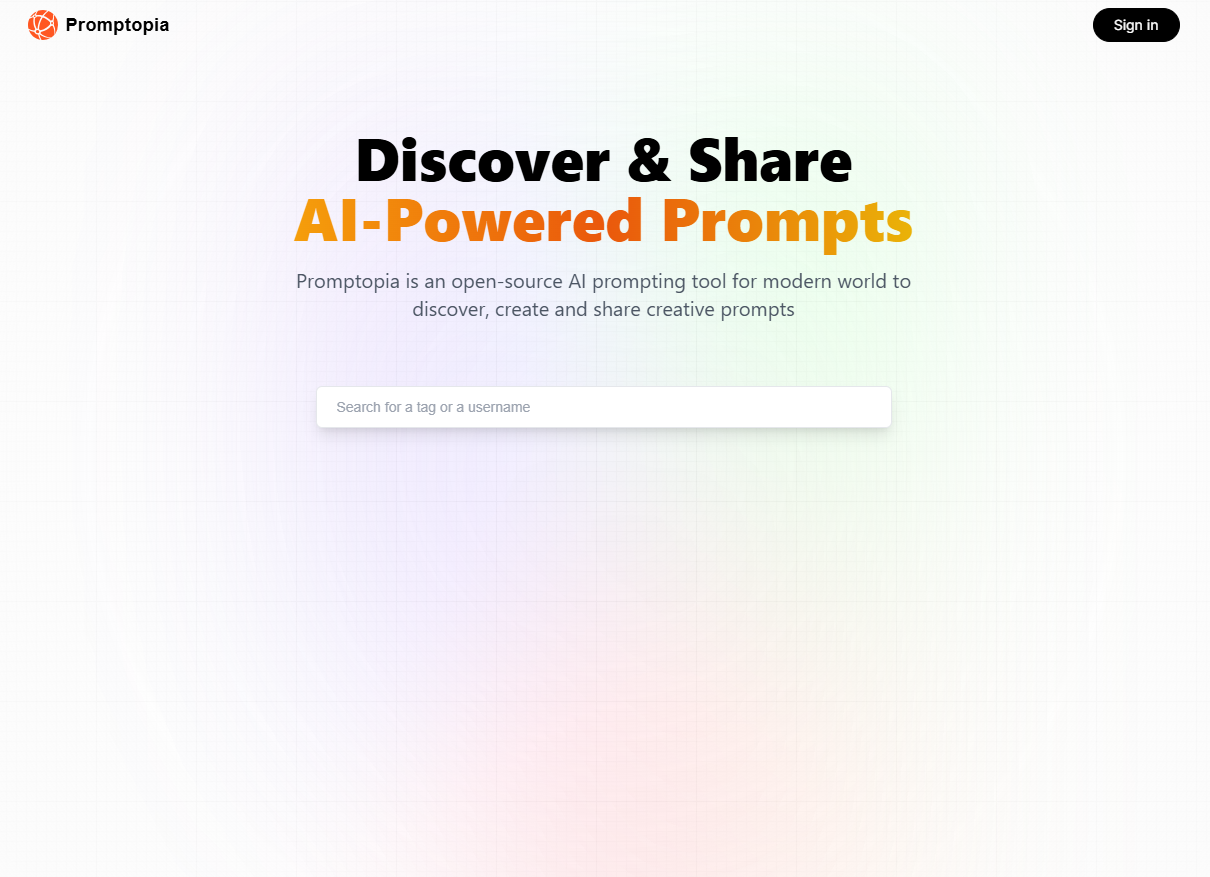 Promptopia
Sign in
Discover & Share
AI-Powered Prompts
Promptopia is an open-source AI prompting tool for modern world to
discover, create and share creative prompts
Search for a tag or a username